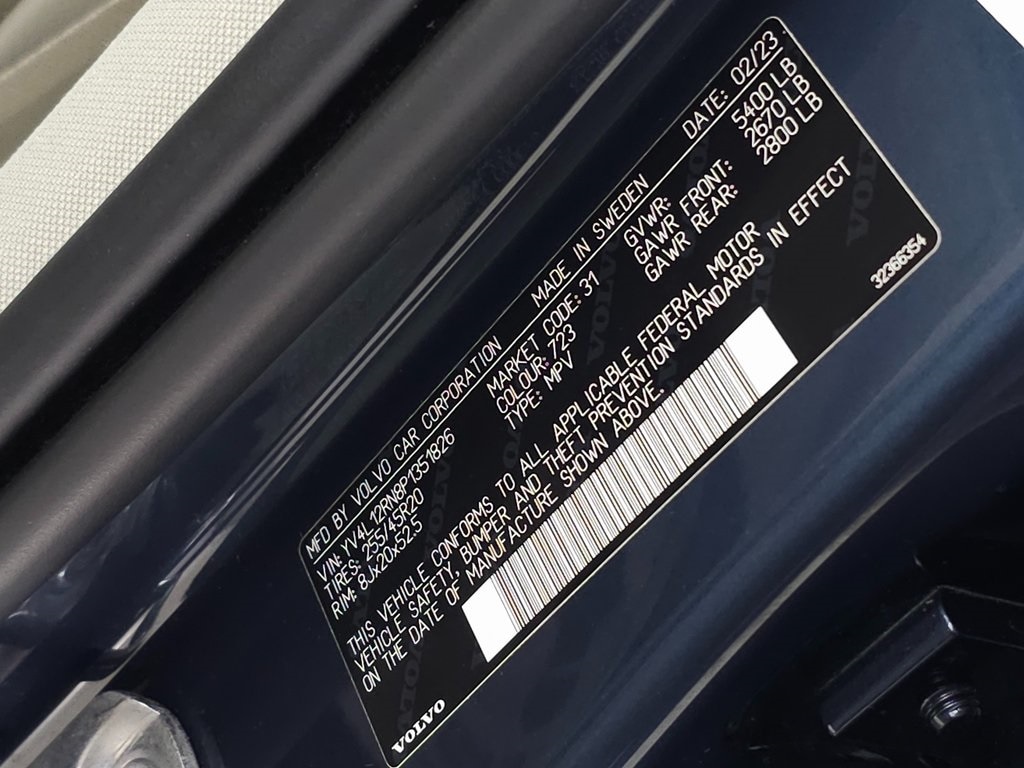 MFD BY VOLVO CAR CORPORATION MADE IN SWEDEN DATE: 02/23
VIN: YV4L12RN8P1351826 MARKET CODE: 31 GVWR: 5400 LB
TIRES: 255/45R20 COLOUR: 723 GAWR FRONT: 2670 LB
RIM: 8Jx20x52.5 TYPE: MPV GAWR REAR: 2800 LB
THIS VEHICLE CONFORMS TO ALL APPLICABLE FEDERAL MOTOR
VEHICLE SAFETY, BUMPER AND THEFT PREVENTION STANDARDS IN EFFECT
ON THE DATE OF MANUFACTURE SHOWN ABOVE.
VOLVO 32366354